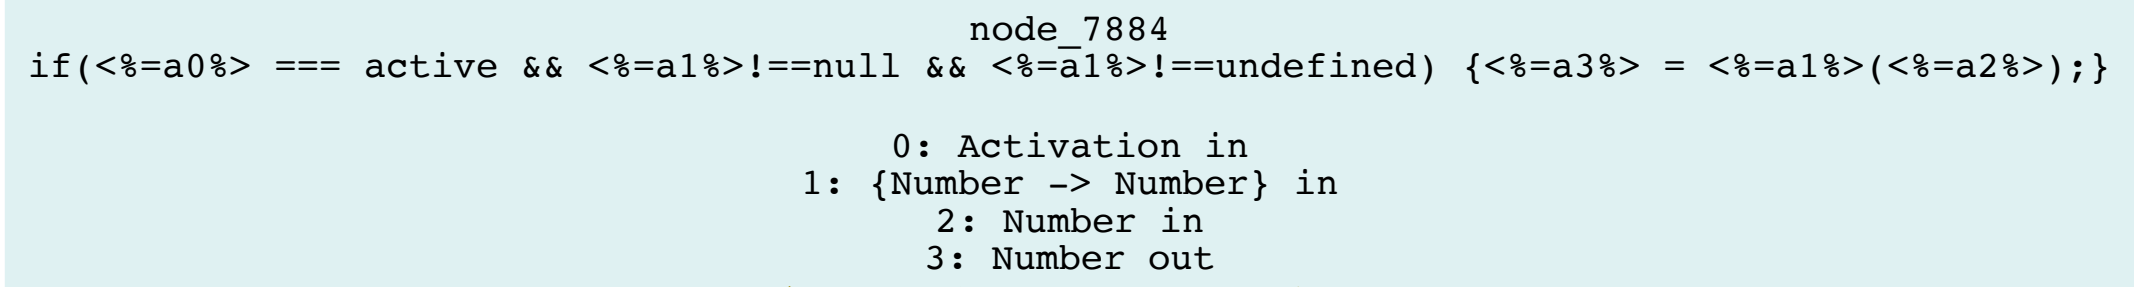 node_7884
if(<%=a0%> === active && <%=a1%>!==null && <%=a1%>!==undefined) {<%=a3%> = <%=a1%>(<%=a2%>);}
0: Activation in
1: {Number -> Number} in
2: Number in
3: Number out